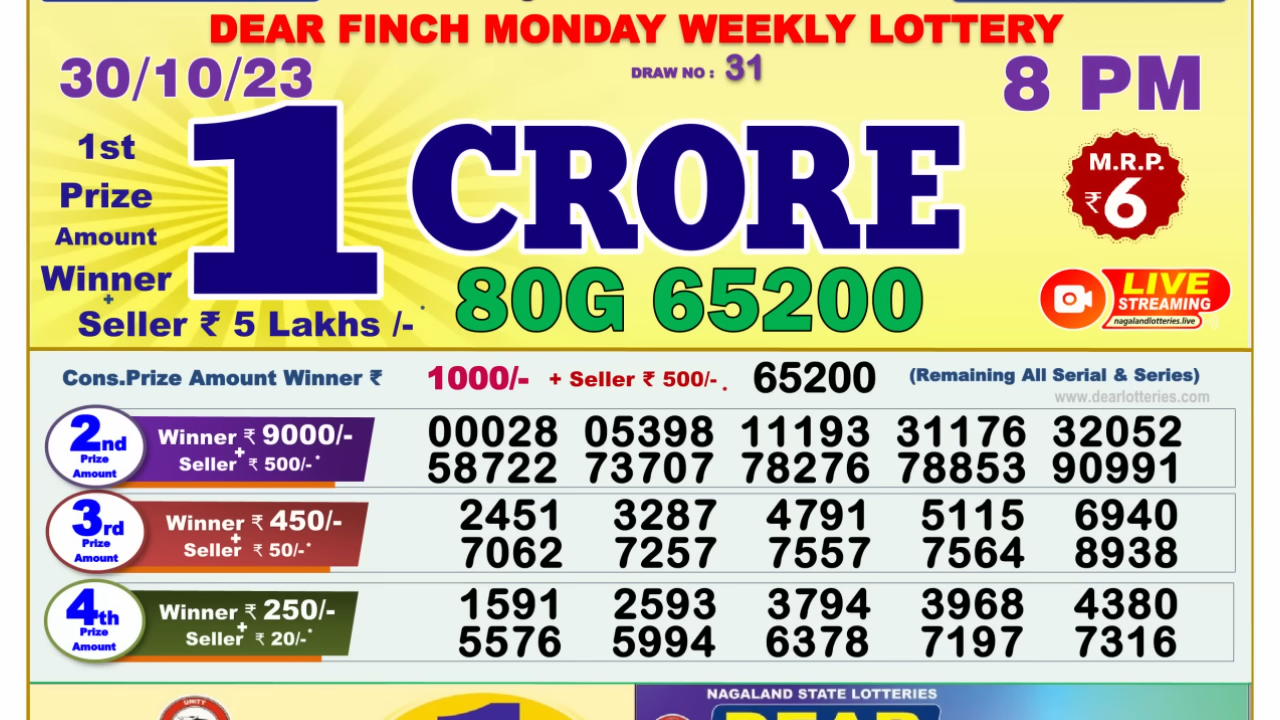 DEAR FINCH MONDAY WEEKLY LOTTERY
30/10/23
DRAW NO : 31
8 PM
1st
Prize
Amount
Winner
+
Seller ₹ 5 Lakhs /-
1 CRORE
80G 65200
M.R.P.
₹ 6
LIVE
STREAMING
nagalandlotteries.live
Cons.Prize Amount Winner ₹ 1000/- + Seller ₹ 500/- . 65200 (Remaining All Serial & Series)
www.dearlotteries.com
2nd
Prize
Amount
Winner ₹ 9000/-
+
Seller ₹ 500/-*
00028 05398 11193 31176 32052
58722 73707 78276 78853 90991
3rd
Prize
Amount
Winner ₹ 450/-
+
Seller ₹ 50/-*
2451 3287 4791 5115 6940
7062 7257 7557 7564 8938
4th
Prize
Amount
Winner ₹ 250/-
+
Seller ₹ 20/-*
1591 2593 3794 3968 4380
5576 5994 6378 7197 7316
UNITY
1
NAGALAND STATE LOTTERIES
DEAR